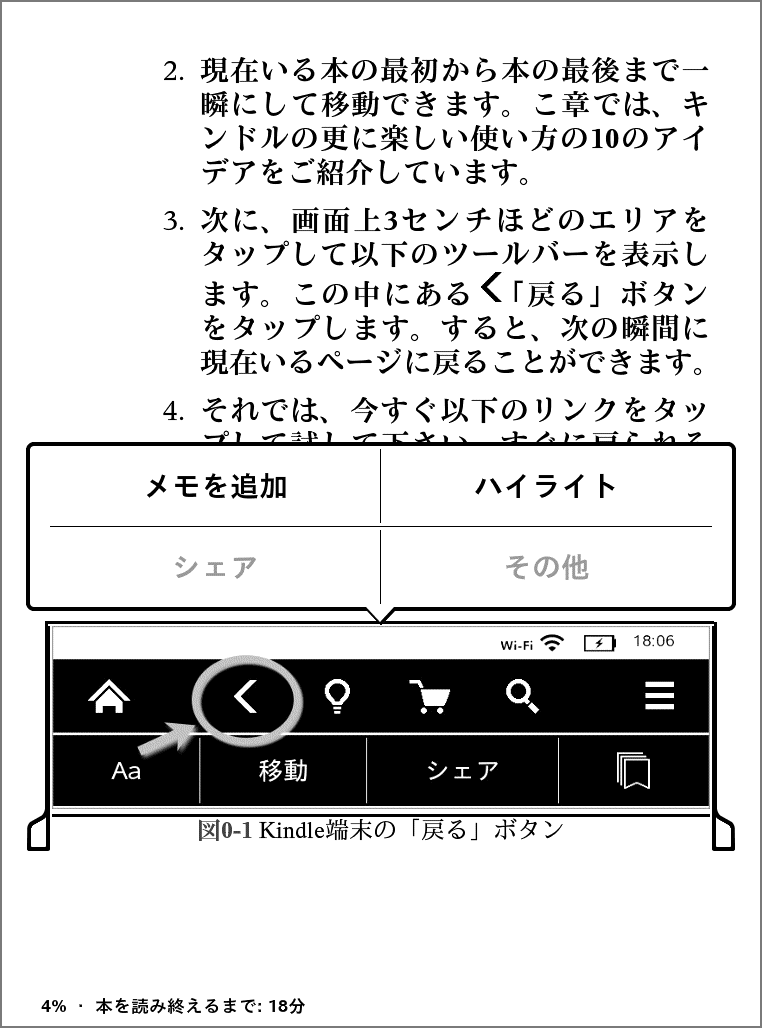 2. 現在いる本の最初から本の最後まで一
瞬にして移動できます。こ章では、キ
ンドルの更に楽しい使い方の10のアイ
デアをご紹介しています。
3. 次に、画面上3センチほどのエリアを
タップして以下のツールバーを表示し
ます。この中にある「戻る」ボタン
をタップします。すると、次の瞬間に
現在いるページに戻ることができます。
4. それでは、今すぐ以下のリンクをタッ
プして試して下さい。すぐに戻られる
メモを追加 ハイライト
シェア その他
Wi-Fi 18:06
Aa 移動 シェア
図0-1 Kindle端末の「戻る」ボタン
4% · 本を読み終えるまで: 18分